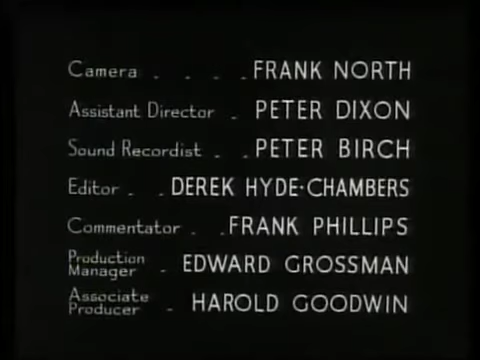 Camera . . . . FRANK NORTH
Assistant Director . PETER DIXON
Sound Recordist . . PETER BIRCH
Editor . . DEREK HYDE-CHAMBERS
Commentator . . FRANK PHILLIPS
Production
Manager . EDWARD GROSSMAN
Associate
Producer . HAROLD GOODWIN